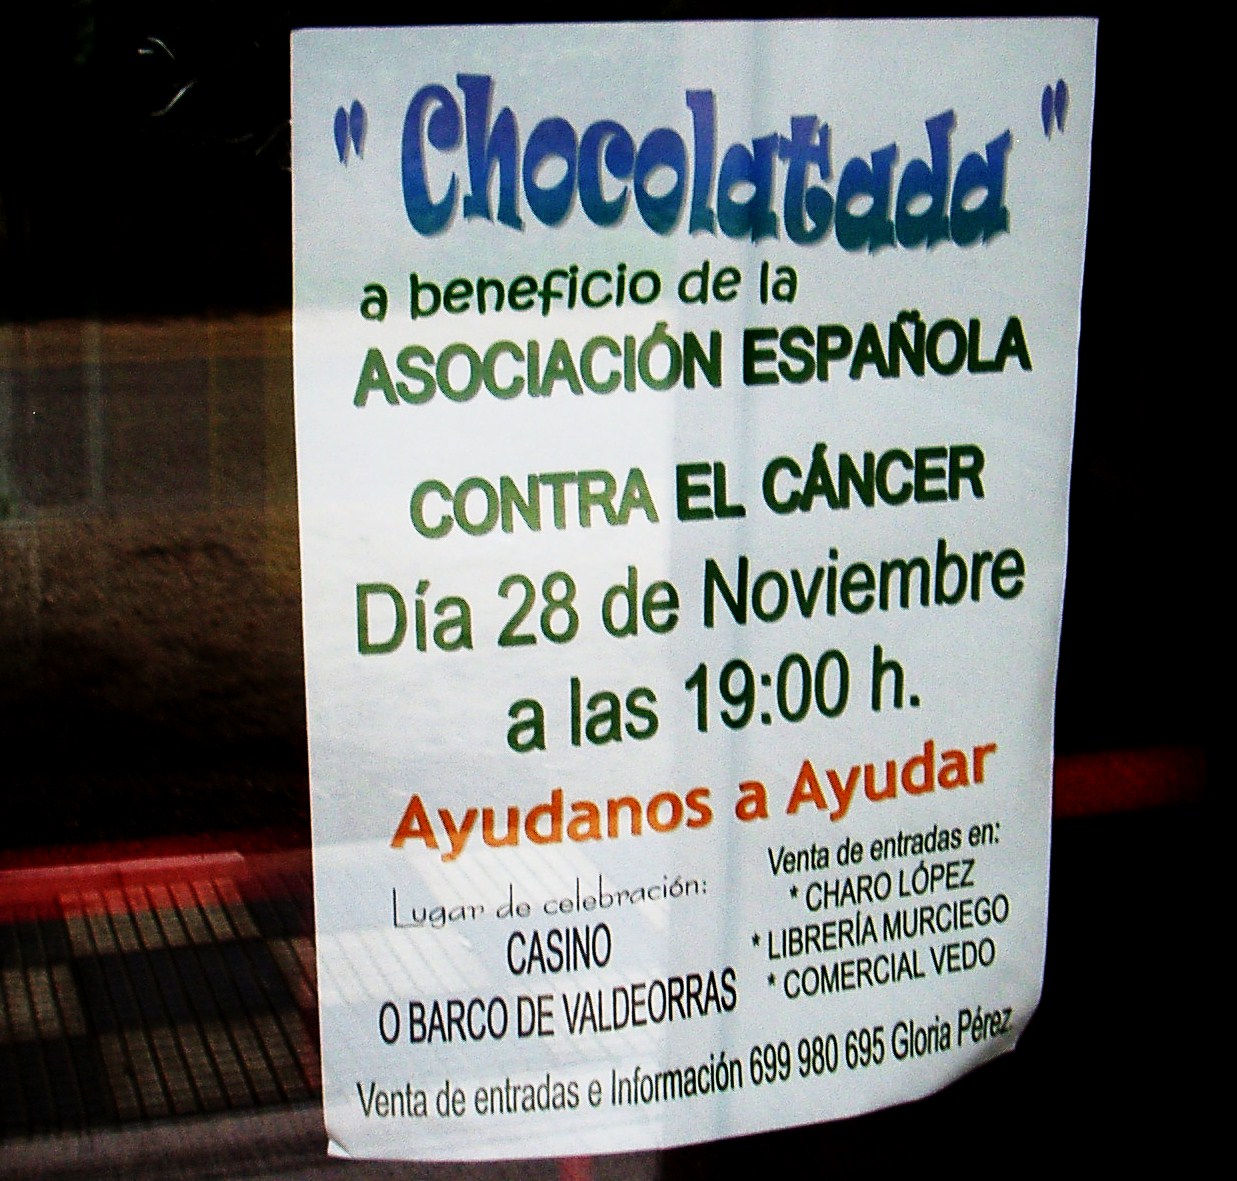 " Chocolatada "
a beneficio de la
ASOCIACIÓN ESPAÑOLA
CONTRA EL CÁNCER
Día 28 de Noviembre
a las 19:00 h.
Ayudanos a Ayudar
Lugar de celebración:
CASINO
O BARCO DE VALDEORRAS
Venta de entradas en:
* CHARO LÓPEZ
* LIBRERÍA MURCIEGO
* COMERCIAL VEDO
Venta de entradas e Información 699 980 695 Gloria Pérez